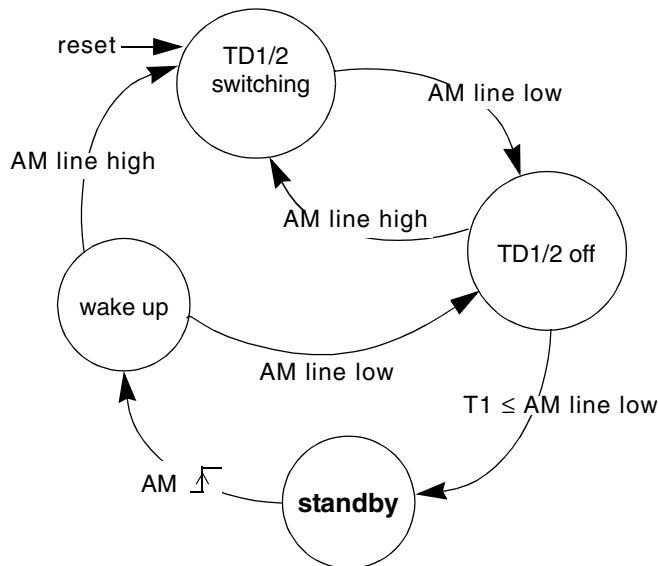 reset
TD1/2
switching
AM line low
AM line high
AM line high
TD1/2 off
wake up
AM line low
T1 ≤ AM line low
AM
standby